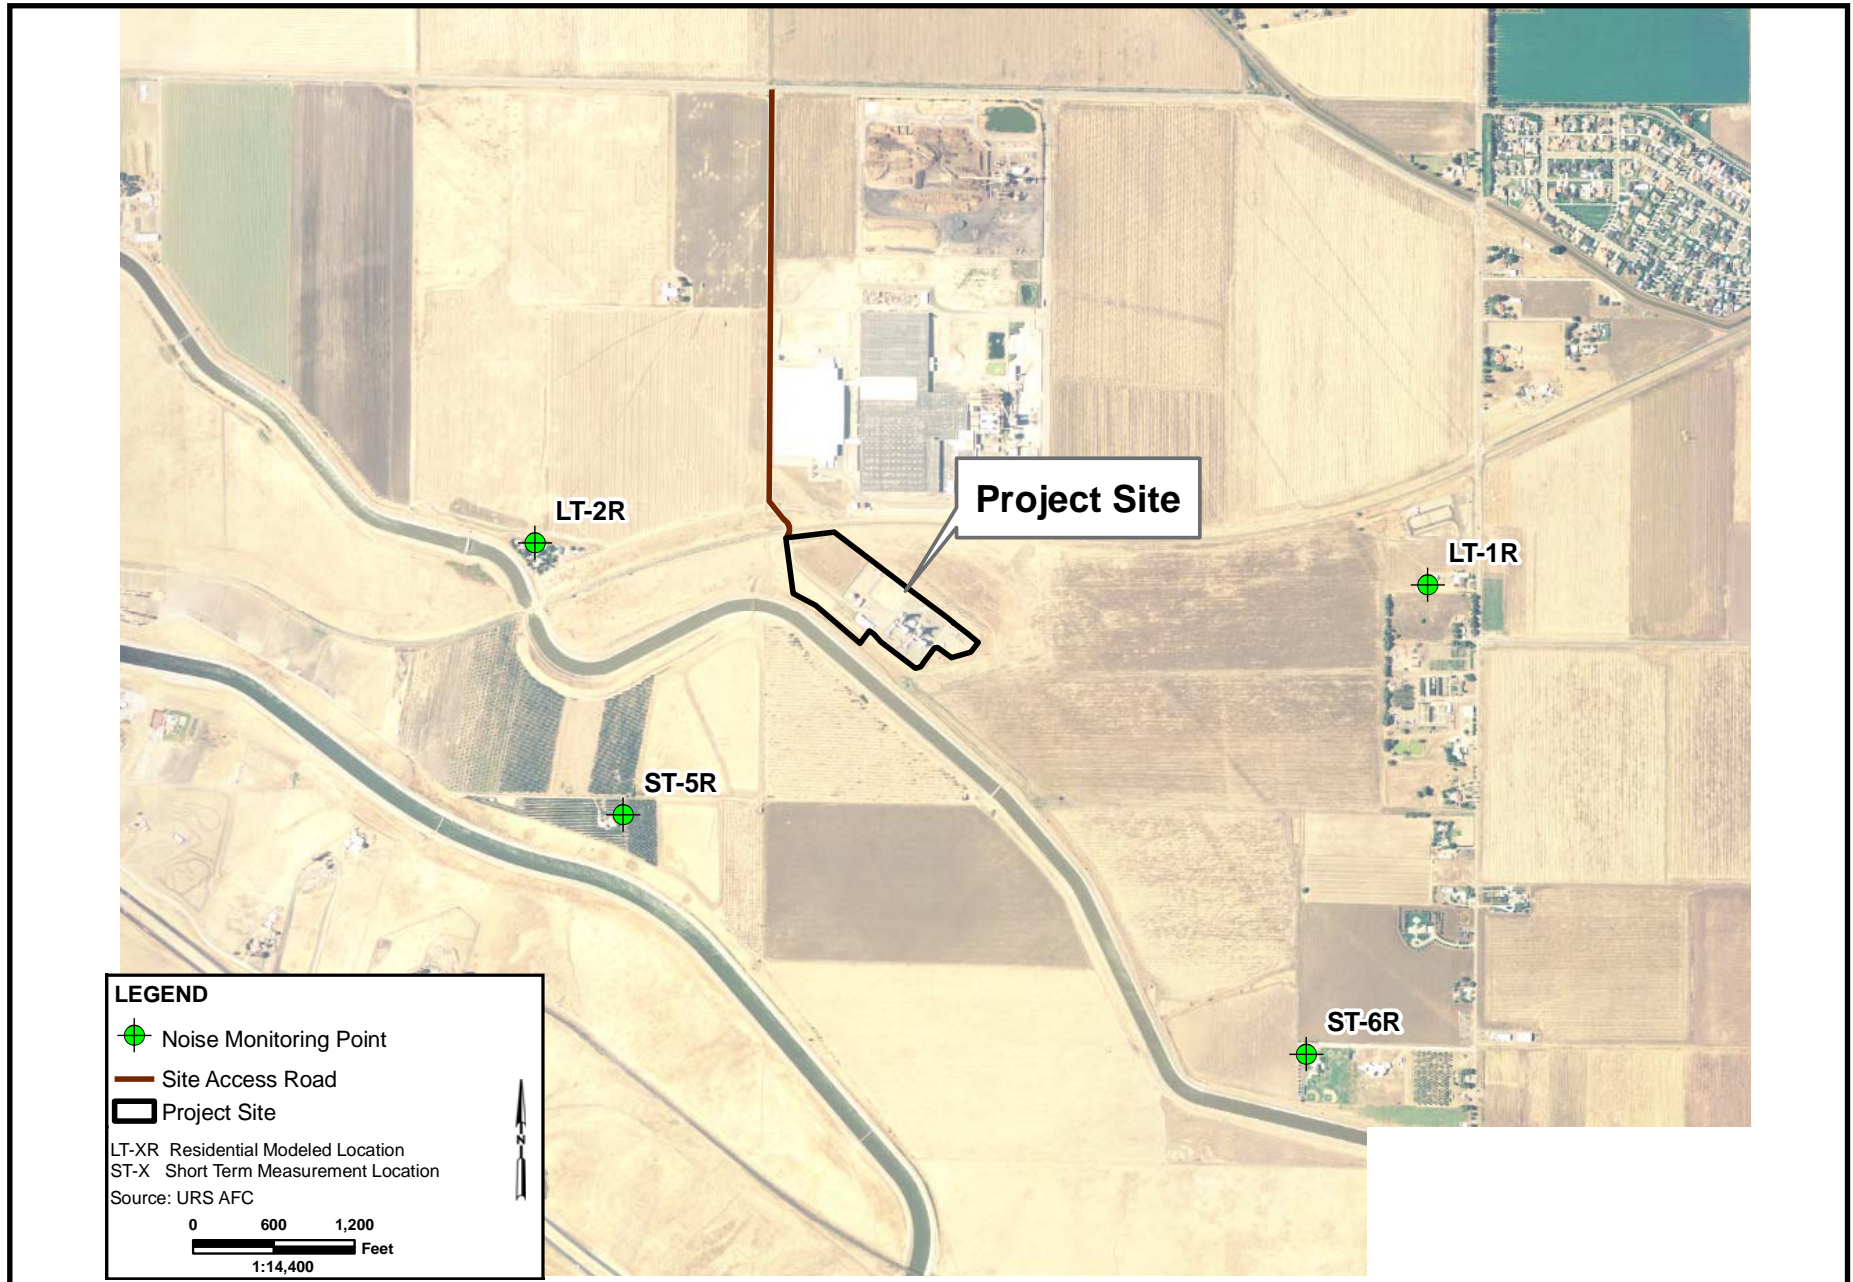 LT-2R
Project Site
LT-1R
ST-5R
ST-6R
LEGEND
Noise Monitoring Point
Site Access Road
Project Site
LT-XR Residential Modeled Location
ST-X Short Term Measurement Location
Source: URS AFC
N
0 600 1,200
Feet
1:14,400